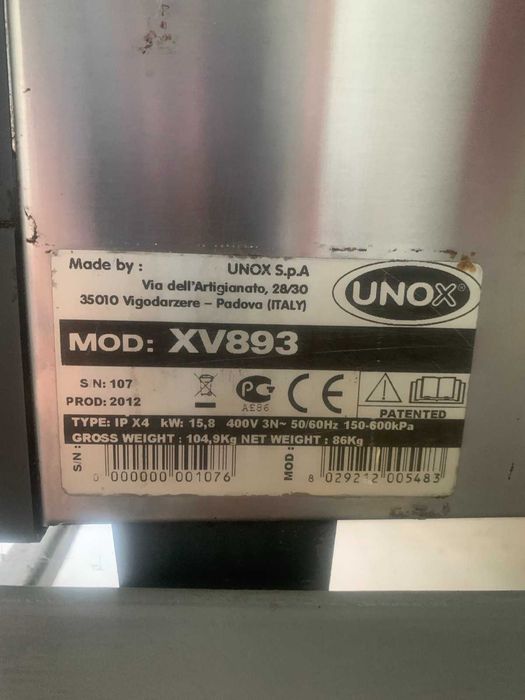 Made by :
UNOX S.p.A
Via dell'Artigianato, 28/30
35010 Vigodarzere – Padova (ITALY)
UNOX
MOD: XV893
S N: 107
PROD: 2012
AE86
CE
PATENTED
TYPE: IP X4 kW: 15,8 400V 3N~ 50/60Hz 150-600kPa
GROSS WEIGHT : 104,9Kg NET WEIGHT : 86Kg
S/N :
0 000000 001076
MOD :
8 029212 005483